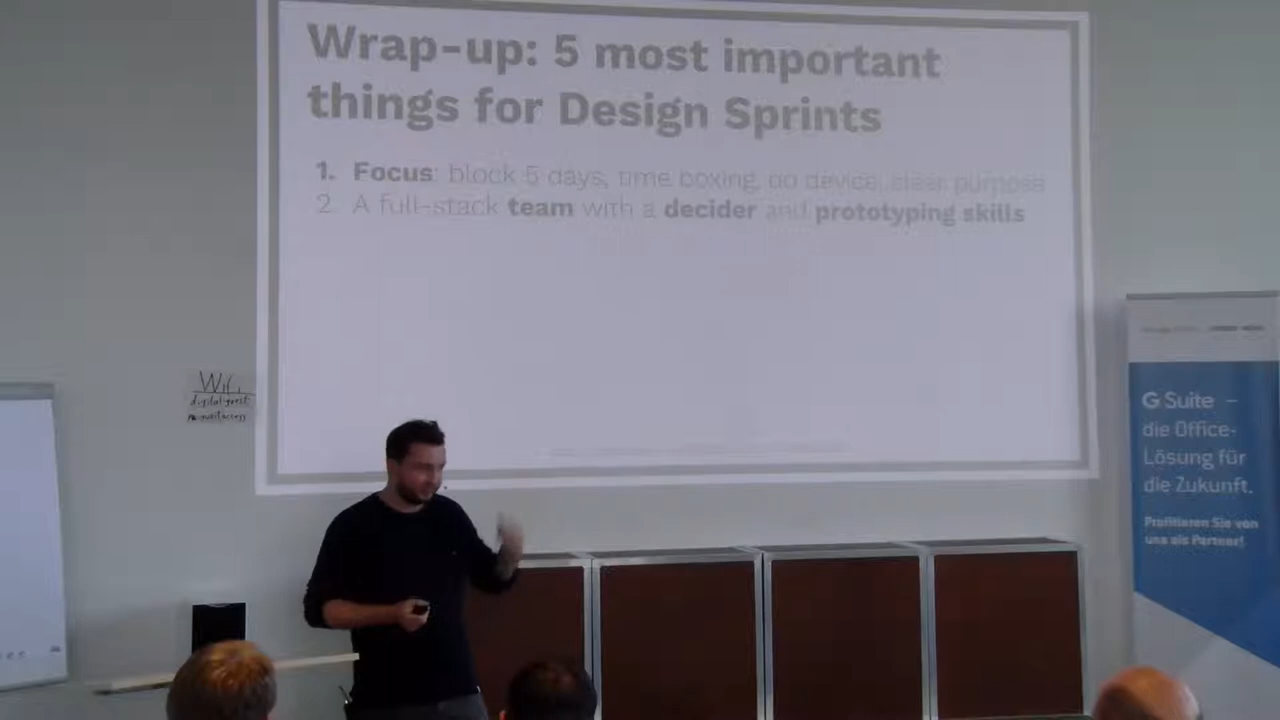 Wrap-up: 5 most important
things for Design Sprints
1. Focus: block 5 days, time boxing, no device, clear purpose
2. A full-stack team with a decider and prototyping skills
Wifi
G Suite –
die Office-
Lösung für
die Zukunft.
Profitieren Sie von
uns als Partner!